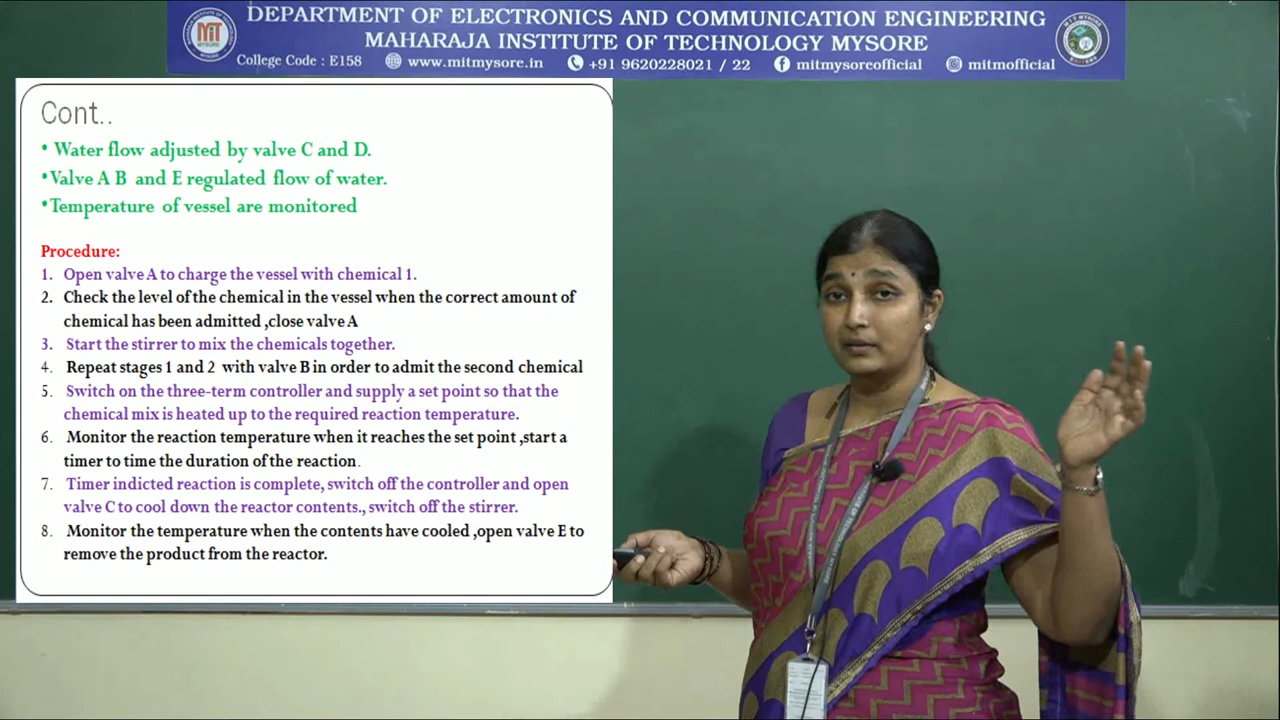 DEPARTMENT OF ELECTRONICS AND COMMUNICATION ENGINEERING
MAHARAJA INSTITUTE OF TECHNOLOGY MYSORE
College Code : E158 www.mitmysore.in +91 9620228021 / 22 mitmysoreofficial mitmofficial
MIT
MYSORE
Cont..
• Water flow adjusted by valve C and D.
•Valve A B and E regulated flow of water.
•Temperature of vessel are monitored
Procedure:
1. Open valve A to charge the vessel with chemical 1.
2. Check the level of the chemical in the vessel when the correct amount of
chemical has been admitted ,close valve A
3. Start the stirrer to mix the chemicals together.
4. Repeat stages 1 and 2 with valve B in order to admit the second chemical
5. Switch on the three-term controller and supply a set point so that the
chemical mix is heated up to the required reaction temperature.
6. Monitor the reaction temperature when it reaches the set point ,start a
timer to time the duration of the reaction.
7. Timer indicted reaction is complete, switch off the controller and open
valve C to cool down the reactor contents., switch off the stirrer.
8. Monitor the temperature when the contents have cooled ,open valve E to
remove the product from the reactor.